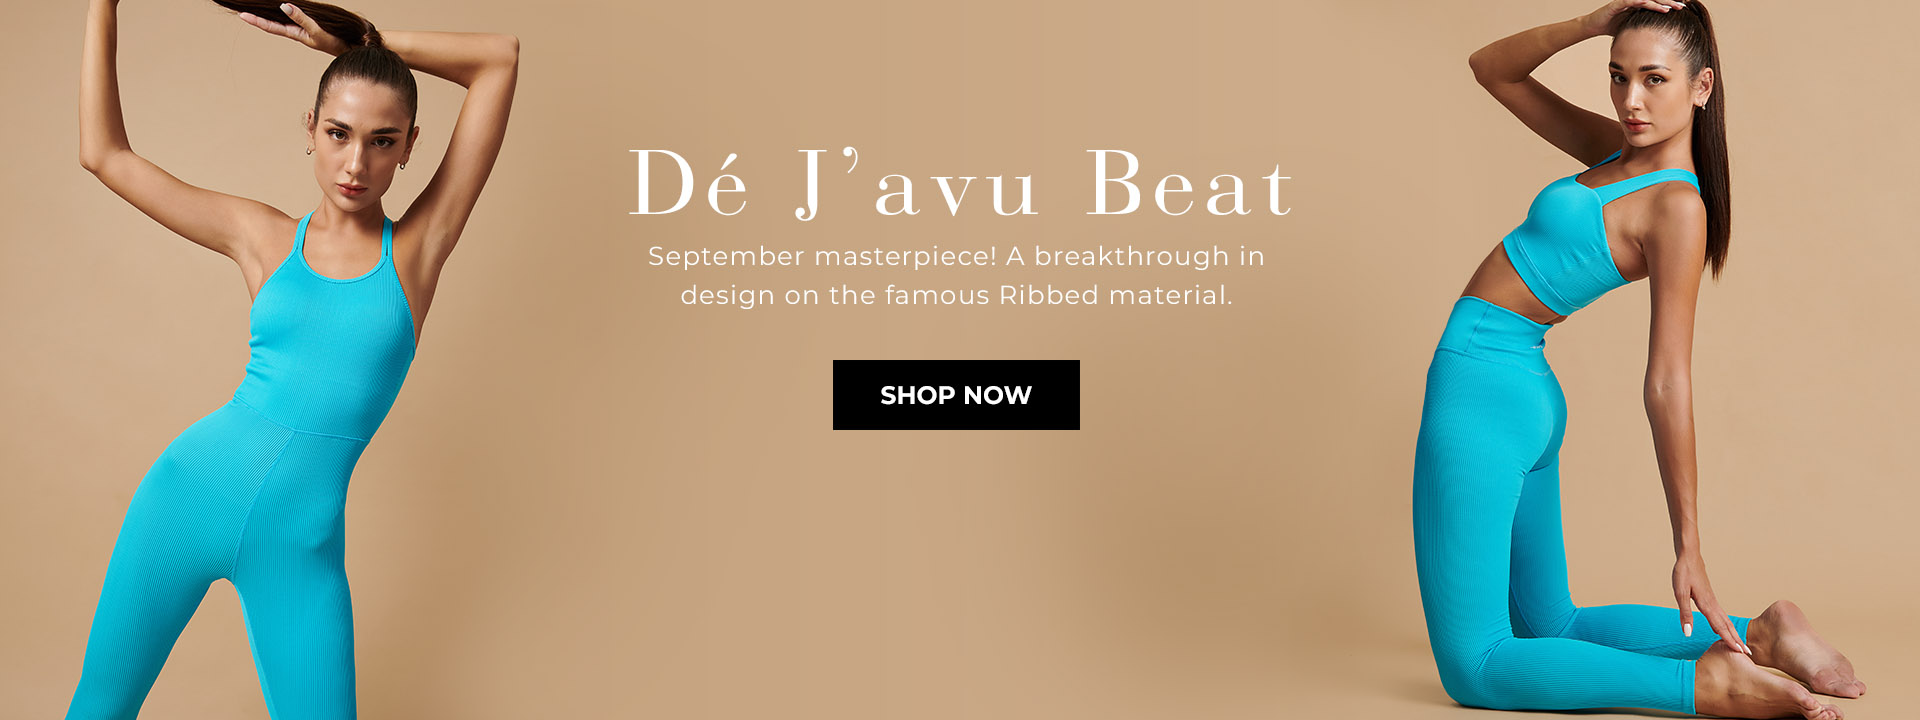 Dé J’avu Beat
September masterpiece! A breakthrough in
design on the famous Ribbed material.
SHOP NOW